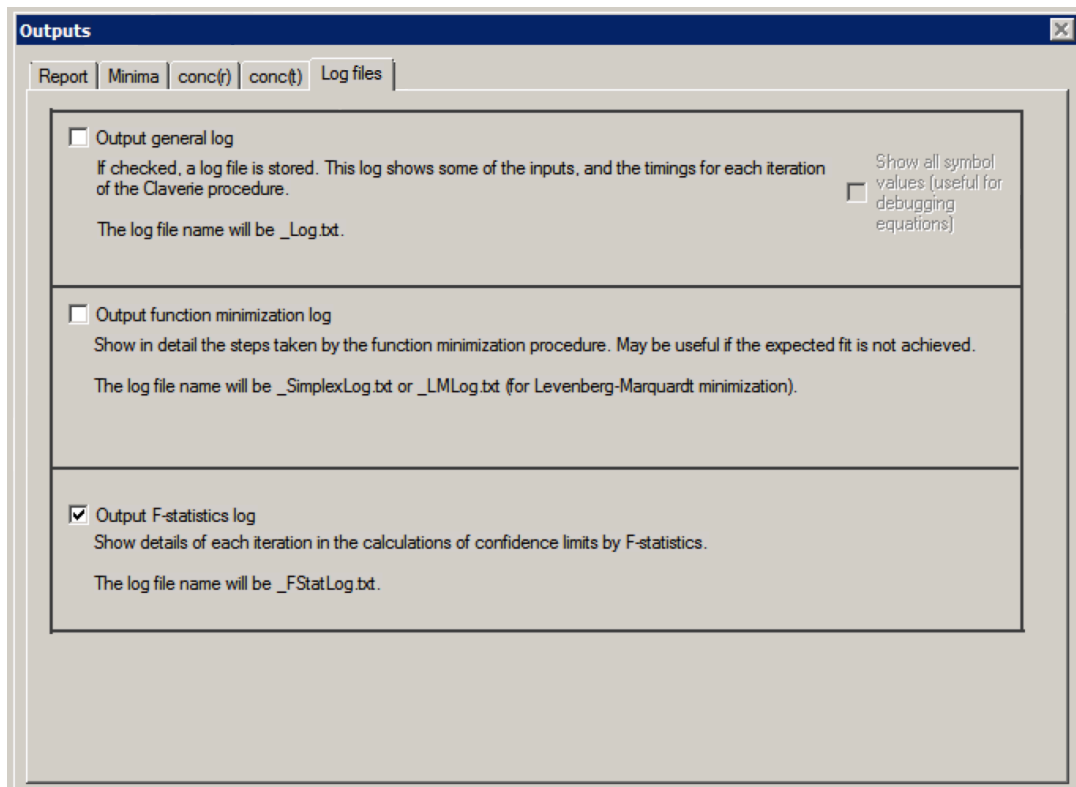 Outputs
Report Minima conc(r) conc(t) Log files
Output general log
If checked, a log file is stored. This log shows some of the inputs, and the timings for each iteration
of the Claverie procedure.
The log file name will be _Log.txt.
Show all symbol
values (useful for
debugging
equations)
Output function minimization log
Show in detail the steps taken by the function minimization procedure. May be useful if the expected fit is not achieved.
The log file name will be _SimplexLog.txt or _LMLog.txt (for Levenberg-Marquardt minimization).
Output F-statistics log
Show details of each iteration in the calculations of confidence limits by F-statistics.
The log file name will be _FStatLog.txt.